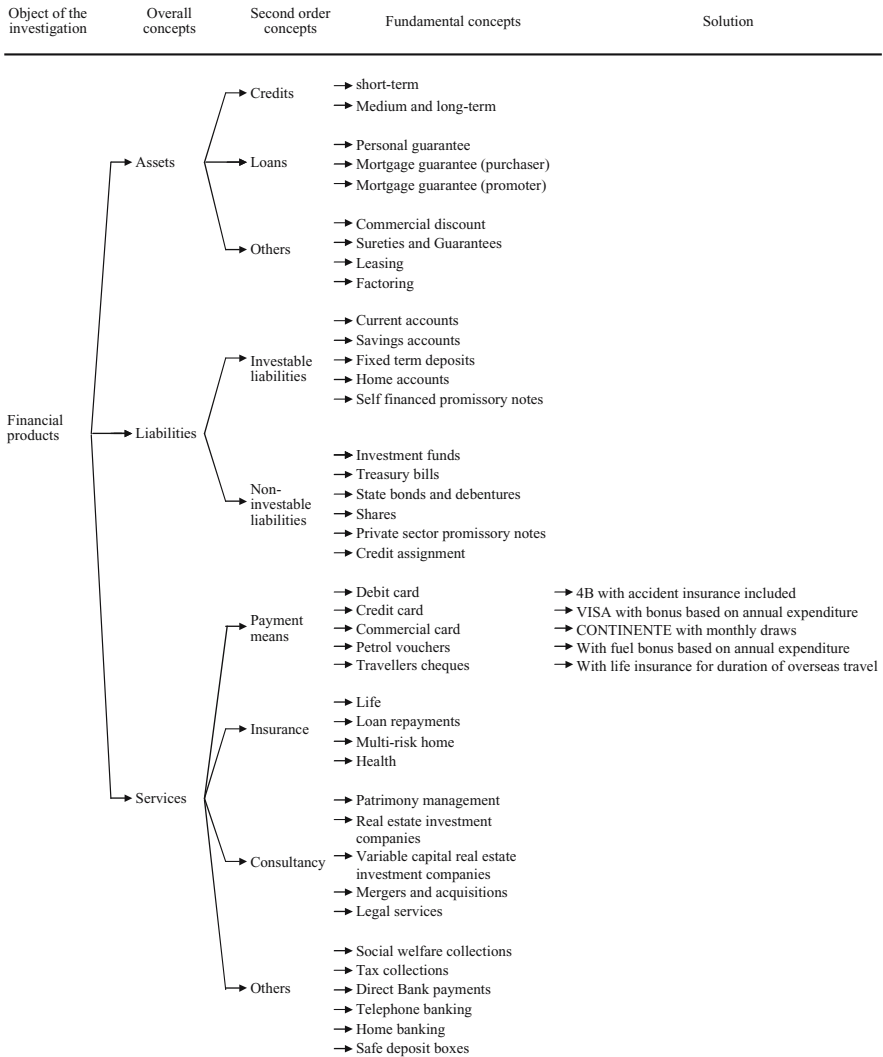 Object of the
investigation
Overall
concepts
Second order
concepts
Fundamental concepts
Solution
Financial
products
Assets
Credits
short-term
Medium and long-term
Loans
Personal guarantee
Mortgage guarantee (purchaser)
Mortgage guarantee (promoter)
Others
Commercial discount
Sureties and Guarantees
Leasing
Factoring
Liabilities
Investable
liabilities
Current accounts
Savings accounts
Fixed term deposits
Home accounts
Self financed promissory notes
Non-
investable
liabilities
Investment funds
Treasury bills
State bonds and debentures
Shares
Private sector promissory notes
Credit assignment
Services
Payment
means
Debit card
4B with accident insurance included
Credit card
VISA with bonus based on annual expenditure
Commercial card
CONTINENTE with monthly draws
Petrol vouchers
With fuel bonus based on annual expenditure
Travellers cheques
With life insurance for duration of overseas travel
Insurance
Life
Loan repayments
Multi-risk home
Health
Consultancy
Patrimony management
Real estate investment
companies
Variable capital real estate
investment companies
Mergers and acquisitions
Legal services
Others
Social welfare collections
Tax collections
Direct Bank payments
Telephone banking
Home banking
Safe deposit boxes